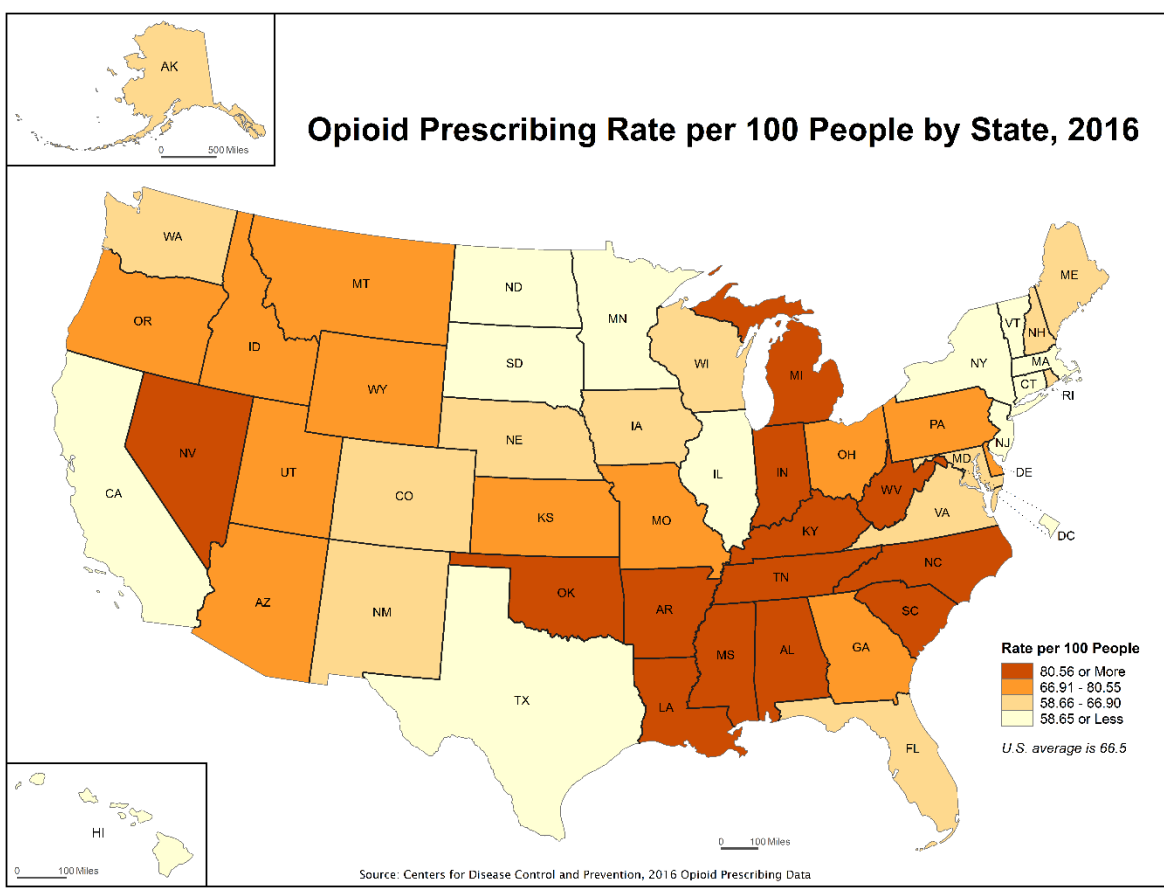 AK
0 500 Miles
Opioid Prescribing Rate per 100 People by State, 2016
WA
MT
ND
MN
ME
OR
ID
WY
SD
WI
MI
NY
VT
NH
MA
CT
RI
NV
UT
CA
CO
NE
IA
IL
IN
OH
PA
NJ
MD
DE
WV
VA
DC
KS
MO
KY
AZ
NM
OK
AR
TN
NC
SC
TX
LA
MS
AL
GA
FL
Rate per 100 People
80.56 or More
66.91 - 80.55
58.66 - 66.90
58.65 or Less
U.S. average is 66.5
HI
0 100 Miles
0 100 Miles
Source: Centers for Disease Control and Prevention, 2016 Opioid Prescribing Data